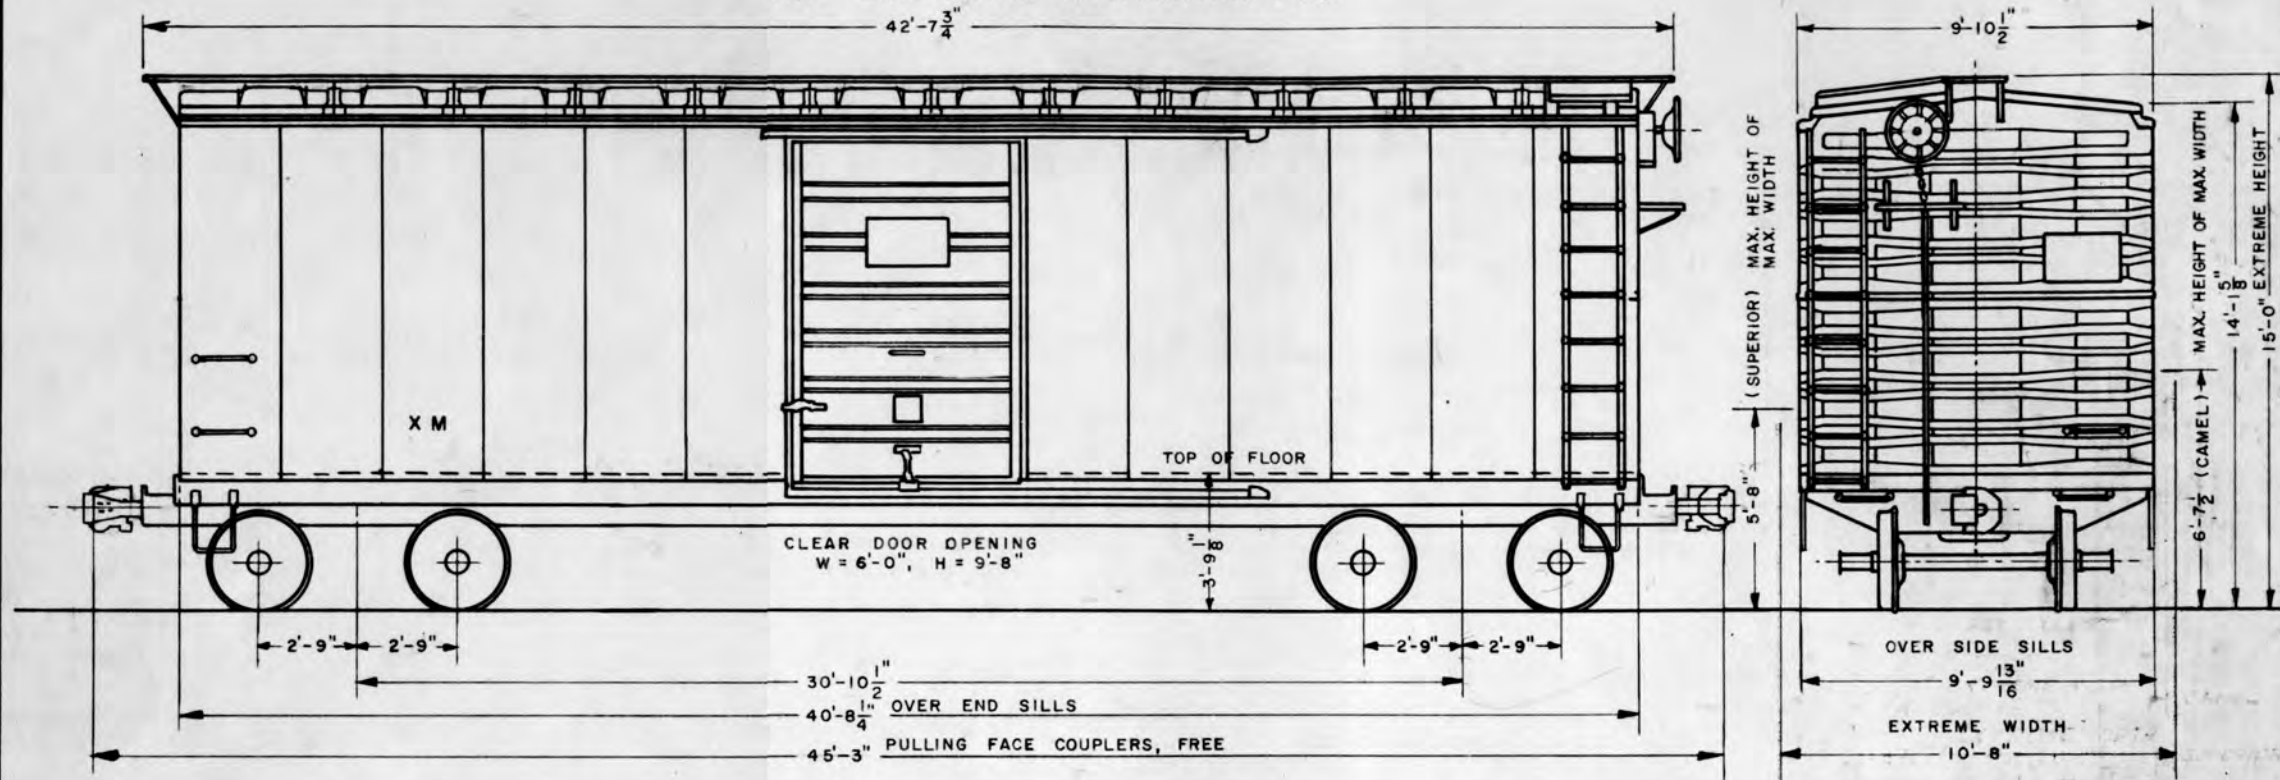 42'-7 3/4"
9'-10 1/2"
(SUPERIOR) MAX. HEIGHT OF
MAX. WIDTH
5'-8"
6'-7 1/2" (CAMEL) MAX. HEIGHT OF MAX. WIDTH
14'-1 5/8"
15'-0" EXTREME HEIGHT
X M
TOP OF FLOOR
CLEAR DOOR OPENING
W = 6'-0", H = 9'-8"
3'-9 1/8"
2'-9" 2'-9" 2'-9" 2'-9"
30'-10 1/2"
40'-8 1/4" OVER END SILLS
45'-3" PULLING FACE COUPLERS, FREE
OVER SIDE SILLS
9'-9 13/16"
EXTREME WIDTH
10'-8"